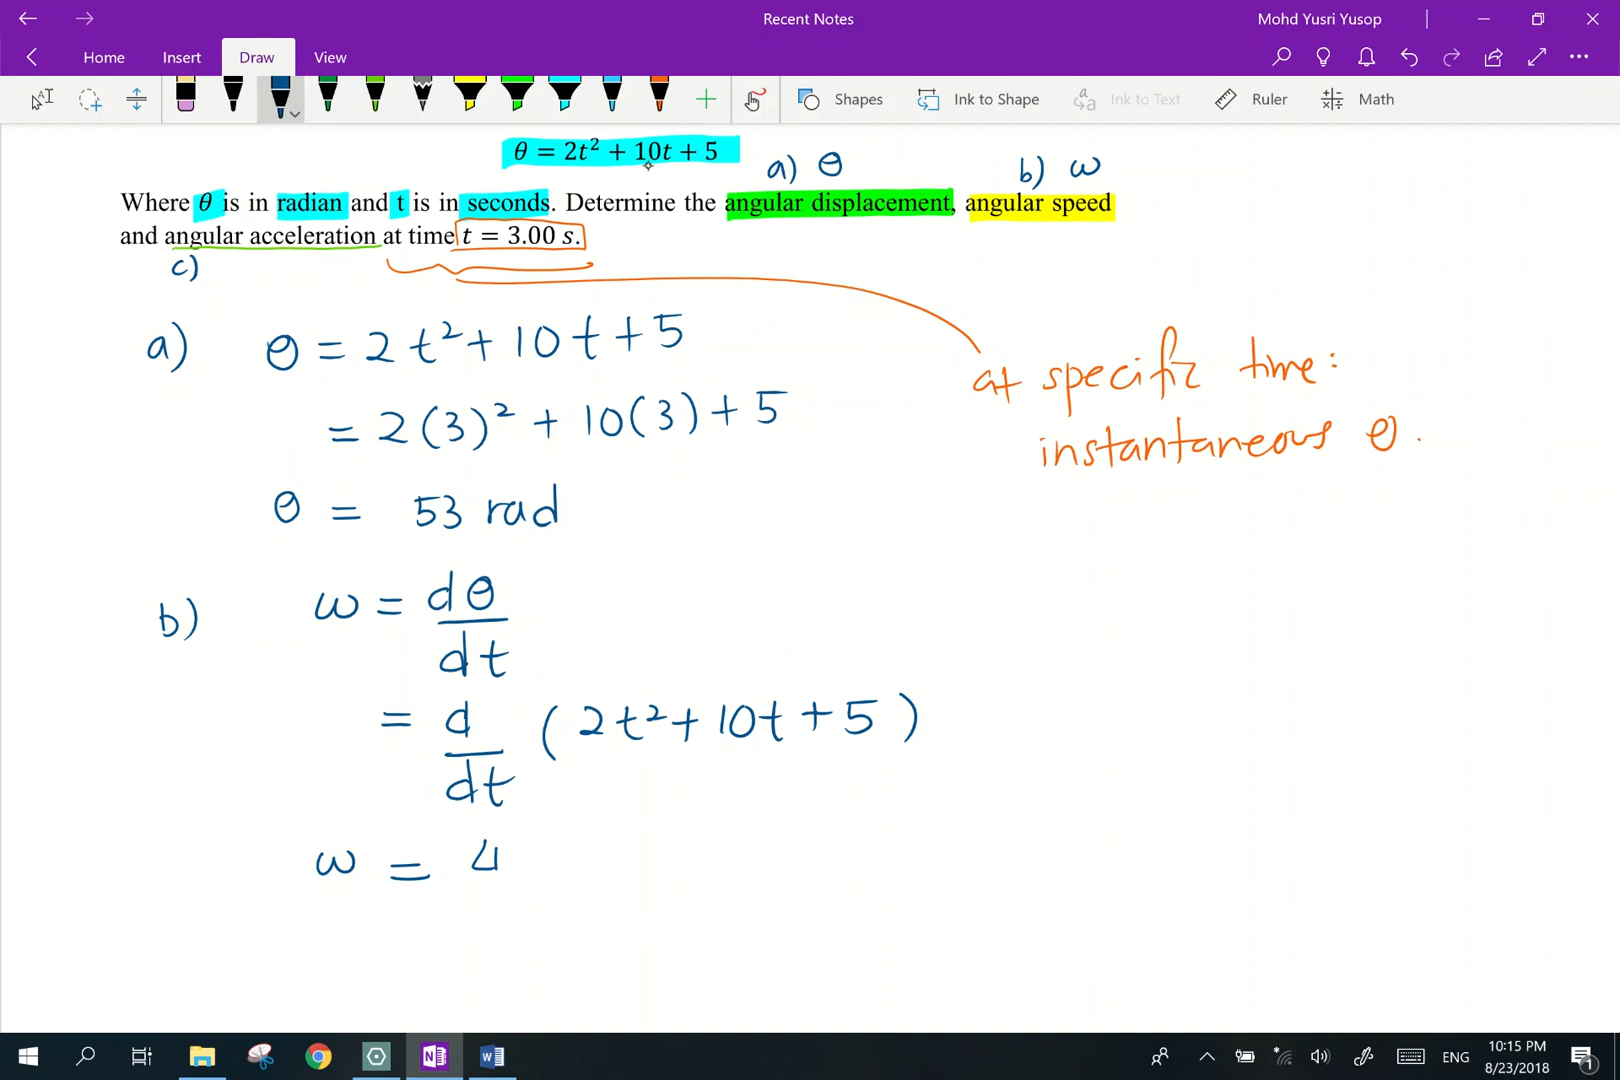 Recent Notes
Mohd Yusri Yusop
Home Insert Draw View
Shapes Ink to Shape Ink to Text Ruler Math
θ = 2t² + 10t + 5
a) θ b) ω
Where θ is in radian and t is in seconds. Determine the angular displacement, angular speed
and angular acceleration at time t = 3.00 s.
c)
a) θ = 2t² + 10t + 5
= 2(3)² + 10(3) + 5
θ = 53 rad
at specific time:
instantaneous θ.
b) ω = dθ/dt
= d/dt (2t² + 10t + 5)
ω = 4
ENG
10:15 PM
8/23/2018
1